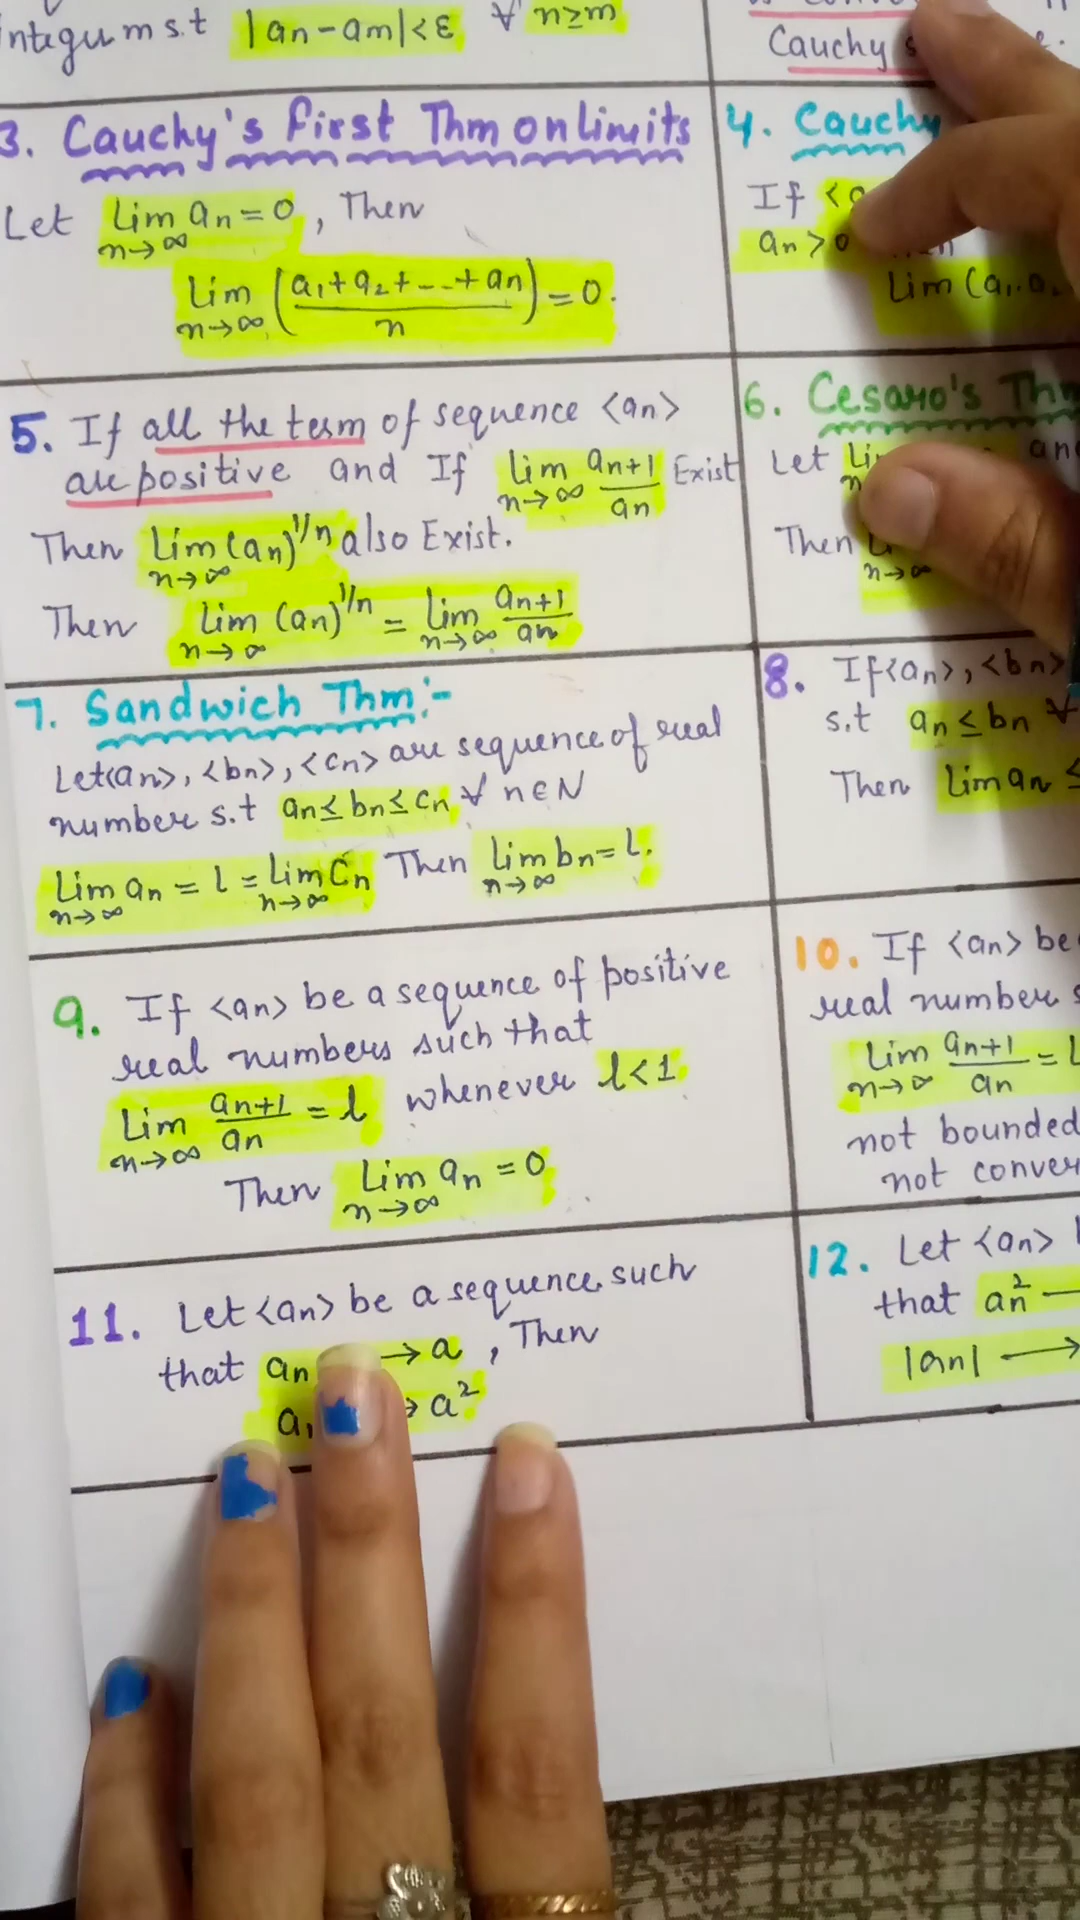 integer m s.t |an - am| < ε ∀ n ≥ m
Cauchy
3. Cauchy's first Thm on limits
Let lim n→∞ an = 0, Then
lim n→∞ (a1 + a2 + --- + an / n) = 0.
4. Cauchy
If <a
an > 0
lim (a1.a
5. If all the term of sequence <an>
are positive and If lim n→∞ an+1/an Exist
Then lim n→∞ (an)^1/n also Exist.
Then lim n→∞ (an)^1/n = lim n→∞ an+1/an
6. Cesaro's Thm
Let li an
Then
n→∞
7. Sandwich Thm:-
Let <an>, <bn>, <cn> are sequence of real
number s.t an ≤ bn ≤ cn ∀ n∈N
lim n→∞ an = l = lim n→∞ Cn Then lim n→∞ bn = l.
8. If <an>, <bn>
s.t an ≤ bn ∀
Then lim an ≤
9. If <an> be a sequence of positive
real numbers such that
lim n→∞ an+1/an = l whenever l < 1
Then lim n→∞ an = 0
10. If <an> be
real number s
lim n→∞ an+1/an = l
not bounded
not conver
11. Let <an> be a sequence such
that an → a, Then
a → a²
12. Let <an>
that an²
|an| →